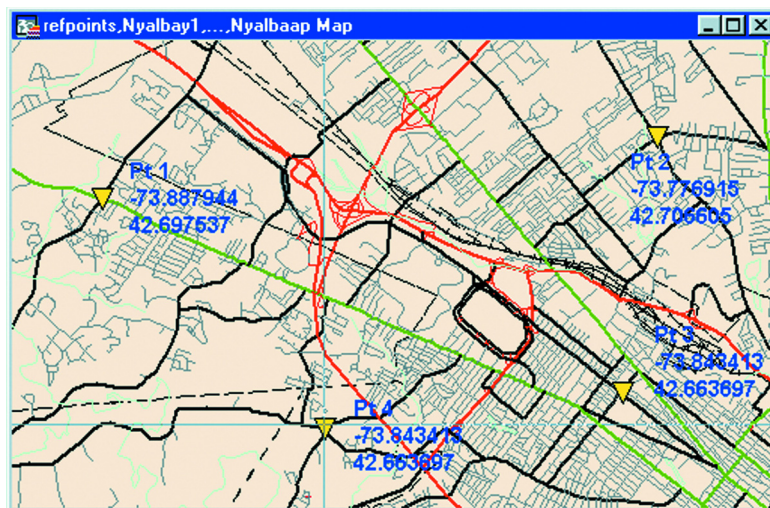 refpoints,Nyalbay1,...,Nyalbaap Map
Pt 1
-73.887944
42.697537
Pt 2
-73.776915
42.706605
Pt 3
-73.843413
42.663697
Pt 4
-73.843413
42.663697